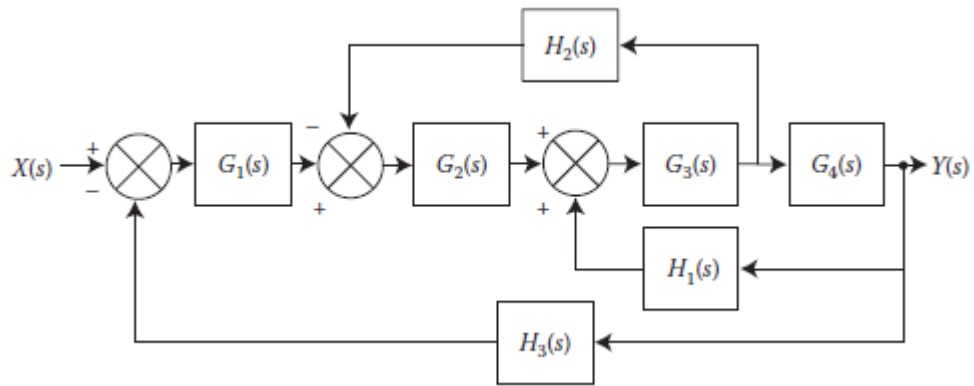 H₂(s)
X(s)
+
−
G₁(s)
−
+
G₂(s)
+
+
G₃(s)
G₄(s)
Y(s)
H₁(s)
H₃(s)